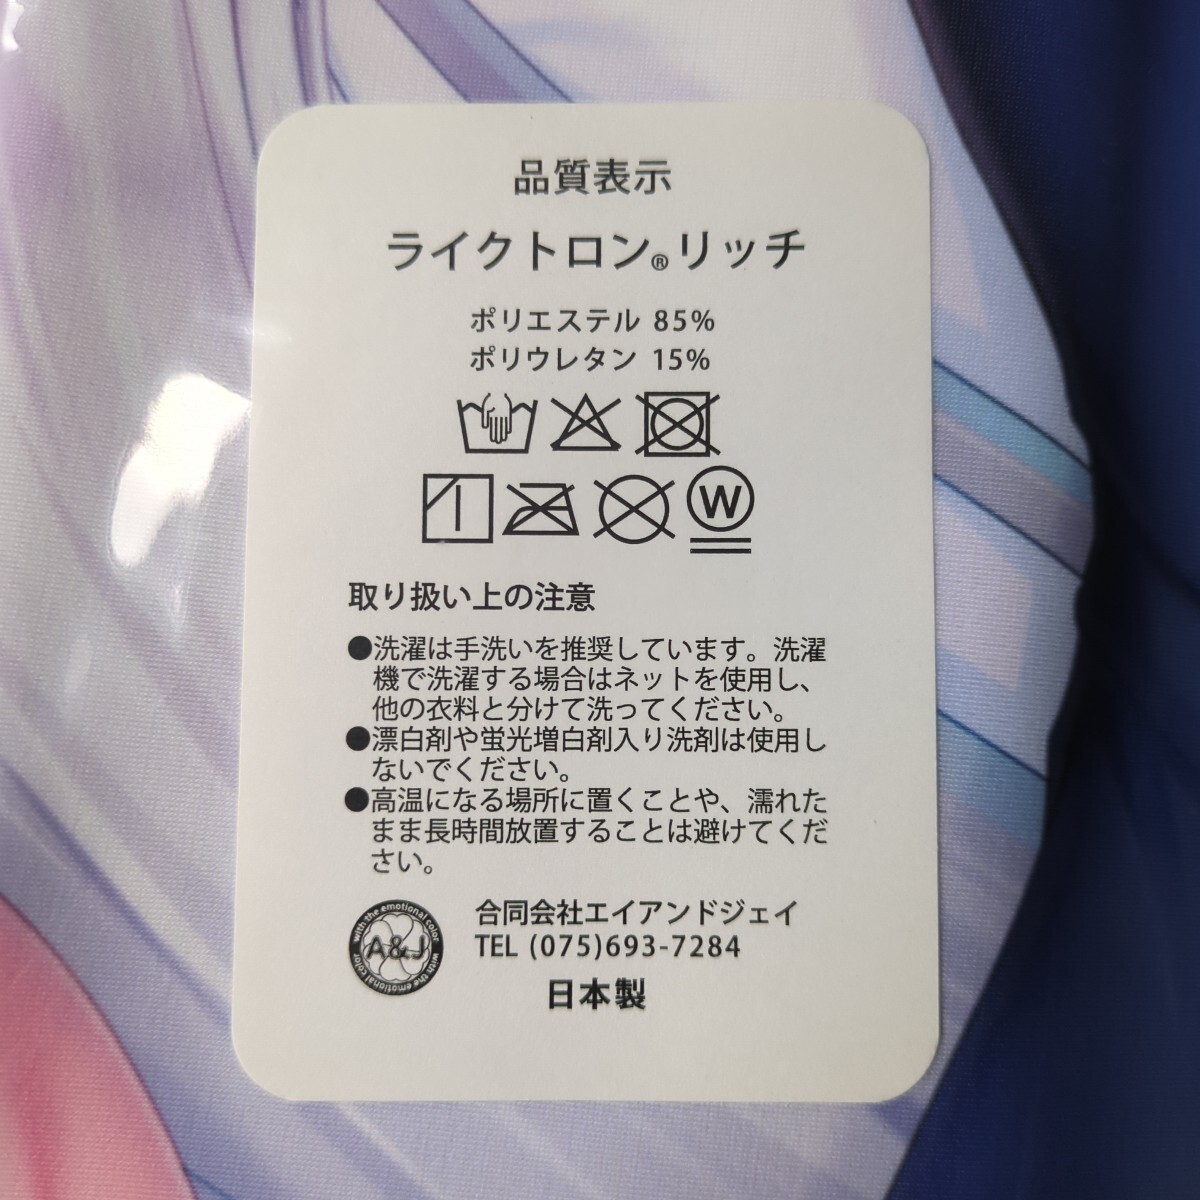 品質表示
ライクトロン®リッチ
ポリエステル 85%
ポリウレタン 15%
W
取り扱い上の注意
●洗濯は手洗いを推奨しています。洗濯
機で洗濯する場合はネットを使用し、
他の衣料と分けて洗ってください。
●漂白剤や蛍光増白剤入り洗剤は使用し
ないでください。
●高温になる場所に置くことや、濡れた
まま長時間放置することは避けてくだ
さい。
with the emotional color
A&J
with the emotional color
合同会社エイアンドジェイ
TEL (075)693-7284
日本製